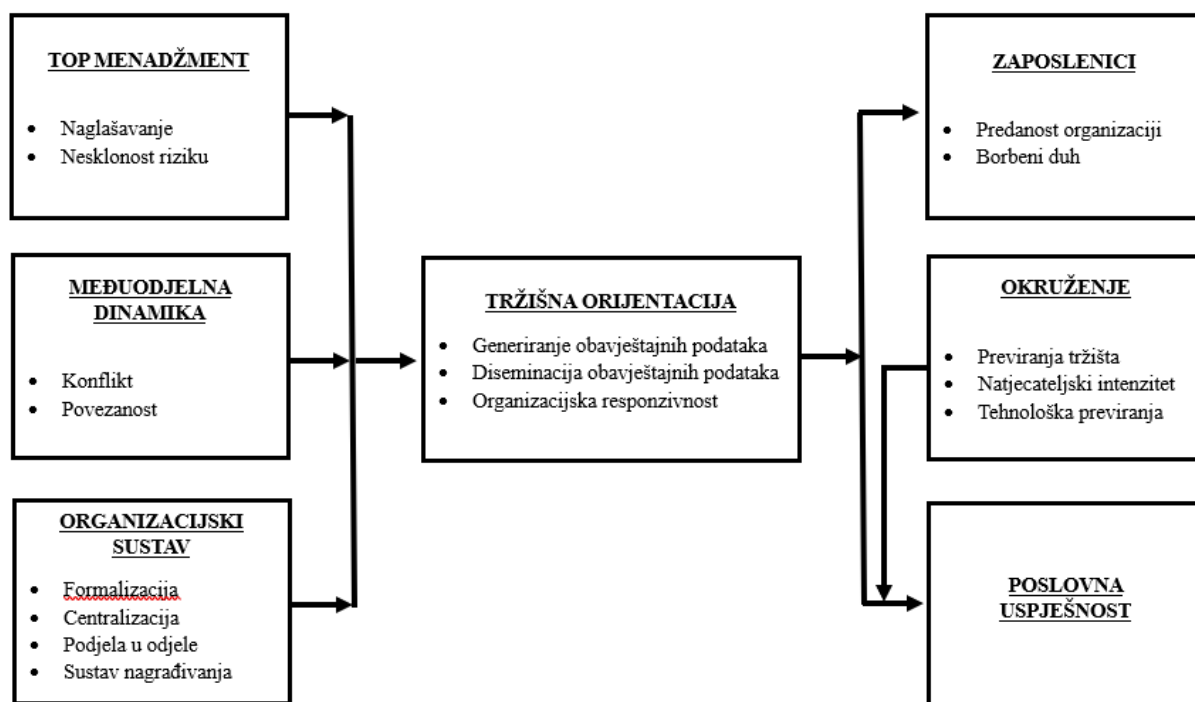 TOP MENADŽMENT
• Naglašavanje
• Nesklonost riziku
MEĐUODJELNA
DINAMIKA
• Konflikt
• Povezanost
ORGANIZACIJSKI
SUSTAV
• Formalizacija
• Centralizacija
• Podjela u odjele
• Sustav nagrađivanja
TRŽIŠNA ORIJENTACIJA
• Generiranje obavještajnih podataka
• Diseminacija obavještajnih podataka
• Organizacijska responzivnost
ZAPOSLENICI
• Predanost organizaciji
• Borbeni duh
OKRUŽENJE
• Previranja tržišta
• Natjecateljski intenzitet
• Tehnološka previranja
POSLOVNA
USPJEŠNOST